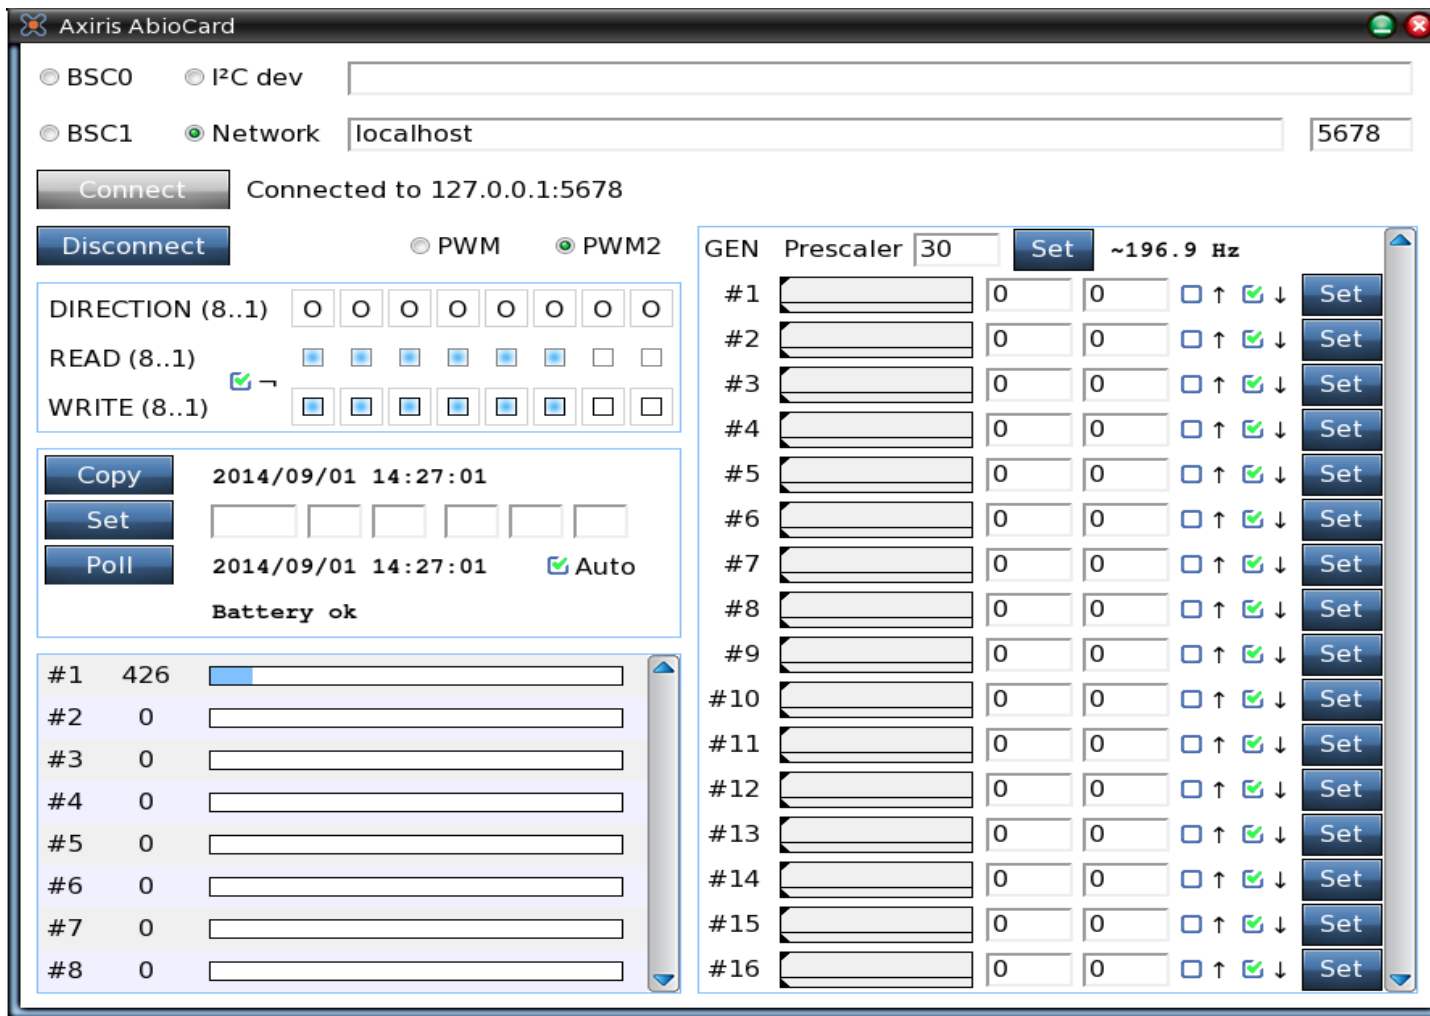 Axiris AbioCard
BSC0 I²C dev
BSC1 Network localhost 5678
Connect Connected to 127.0.0.1:5678
Disconnect PWM PWM2
DIRECTION (8..1) O O O O O O O O
READ (8..1)
¬
WRITE (8..1)
Copy 2014/09/01 14:27:01
Set
Poll 2014/09/01 14:27:01 Auto
Battery ok
#1 426
#2 0
#3 0
#4 0
#5 0
#6 0
#7 0
#8 0
GEN Prescaler 30 Set ~196.9 Hz
#1 0 0 ↑ ↓ Set
#2 0 0 ↑ ↓ Set
#3 0 0 ↑ ↓ Set
#4 0 0 ↑ ↓ Set
#5 0 0 ↑ ↓ Set
#6 0 0 ↑ ↓ Set
#7 0 0 ↑ ↓ Set
#8 0 0 ↑ ↓ Set
#9 0 0 ↑ ↓ Set
#10 0 0 ↑ ↓ Set
#11 0 0 ↑ ↓ Set
#12 0 0 ↑ ↓ Set
#13 0 0 ↑ ↓ Set
#14 0 0 ↑ ↓ Set
#15 0 0 ↑ ↓ Set
#16 0 0 ↑ ↓ Set